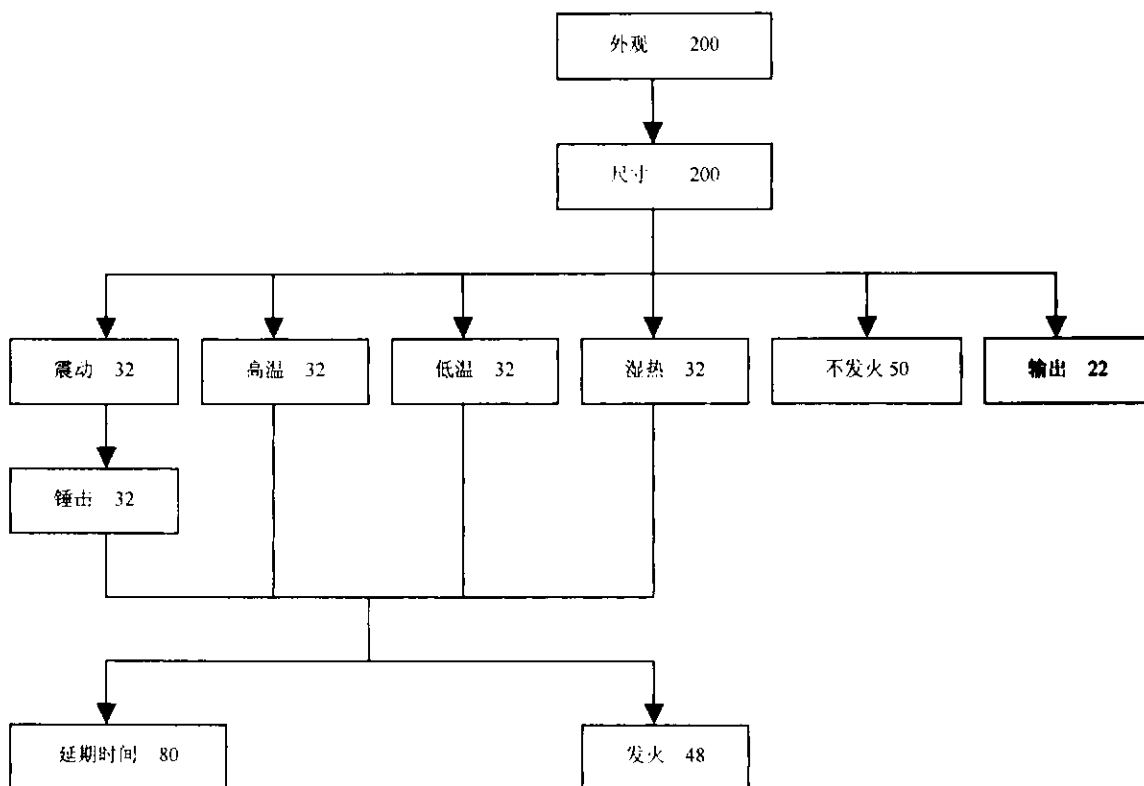 外观 200
尺寸 200
震动 32
高温 32
低温 32
湿热 32
不发火 50
输出 22
锤击 32
延期时间 80
发火 48